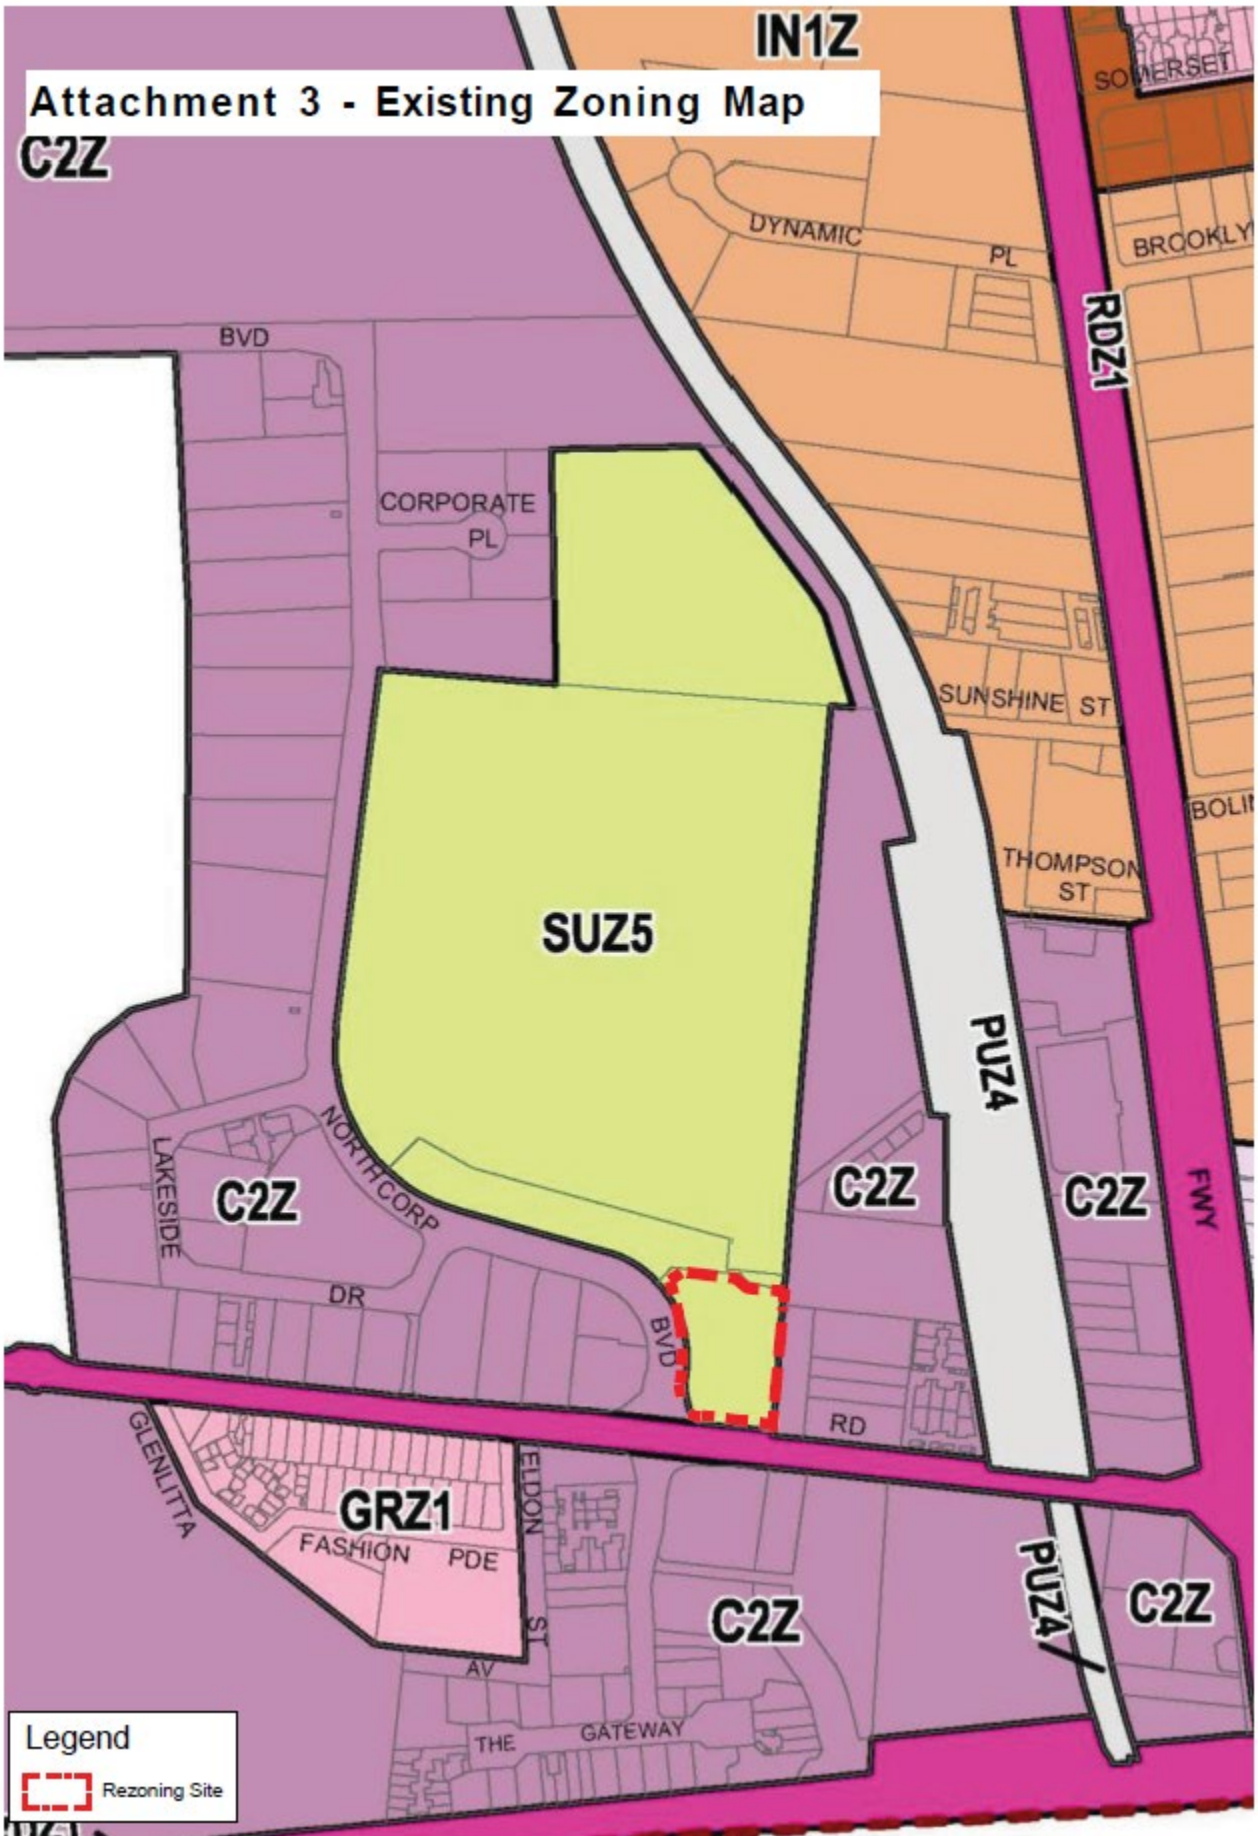 IN1Z
SOMERSET
Attachment 3 - Existing Zoning Map
C2Z
DYNAMIC
PL
BROOKLY
RDZ1
BVD
CORPORATE
PL
SUNSHINE ST
BOLIN
THOMPSON
ST
SUZ5
PUZ4
NORTHCORP
LAKESIDE
C2Z
C2Z
C2Z
FWY
DR
BVD
RD
GLENLITTA
ELDON
GRZ1
FASHION PDE
PUZ4
C2Z
C2Z
ST
AV
THE GATEWAY
Legend
Rezoning Site